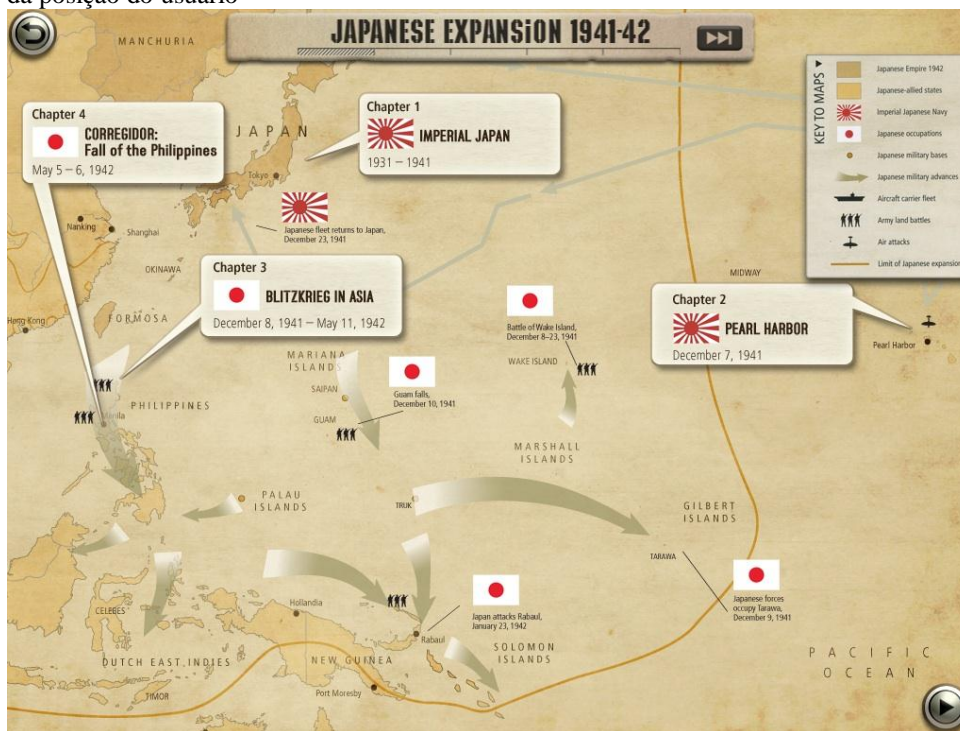 da posição do usuário
JAPANESE EXPANSiON 1941-42
MANCHURIA
KEY TO MAPS
Japanese Empire 1942
Japanese-allied states
Imperial Japanese Navy
Japanese occupations
Japanese military bases
Japanese military advances
Aircraft carrier fleet
Army land battles
Air attacks
Limit of Japanese expansion
Chapter 4
CORREGIDOR:
Fall of the Philippines
May 5 – 6, 1942
Chapter 1
IMPERIAL JAPAN
1931 – 1941
JAPAN
Tokyo
Japanese fleet returns to Japan,
December 23, 1941
Nanking
Shanghai
OKINAWA
Chapter 3
BLITZKRIEG IN ASIA
December 8, 1941 – May 11, 1942
MIDWAY
Chapter 2
PEARL HARBOR
December 7, 1941
Pearl Harbor
Hong Kong
FORMOSA
Battle of Wake Island,
December 8–23, 1941
WAKE ISLAND
MARIANA
ISLANDS
SAIPAN
GUAM
Guam falls,
December 10, 1941
PHILIPPINES
Manila
MARSHALL
ISLANDS
PALAU
ISLANDS
TRUK
GILBERT
ISLANDS
TARAWA
Japanese forces
occupy Tarawa,
December 9, 1941
CELEBES
Hollandia
Japan attacks Rabaul,
January 23, 1942
Rabaul
SOLOMON
ISLANDS
DUTCH EAST INDIES
NEW GUINEA
TIMOR
Port Moresby
PACIFIC
OCEAN